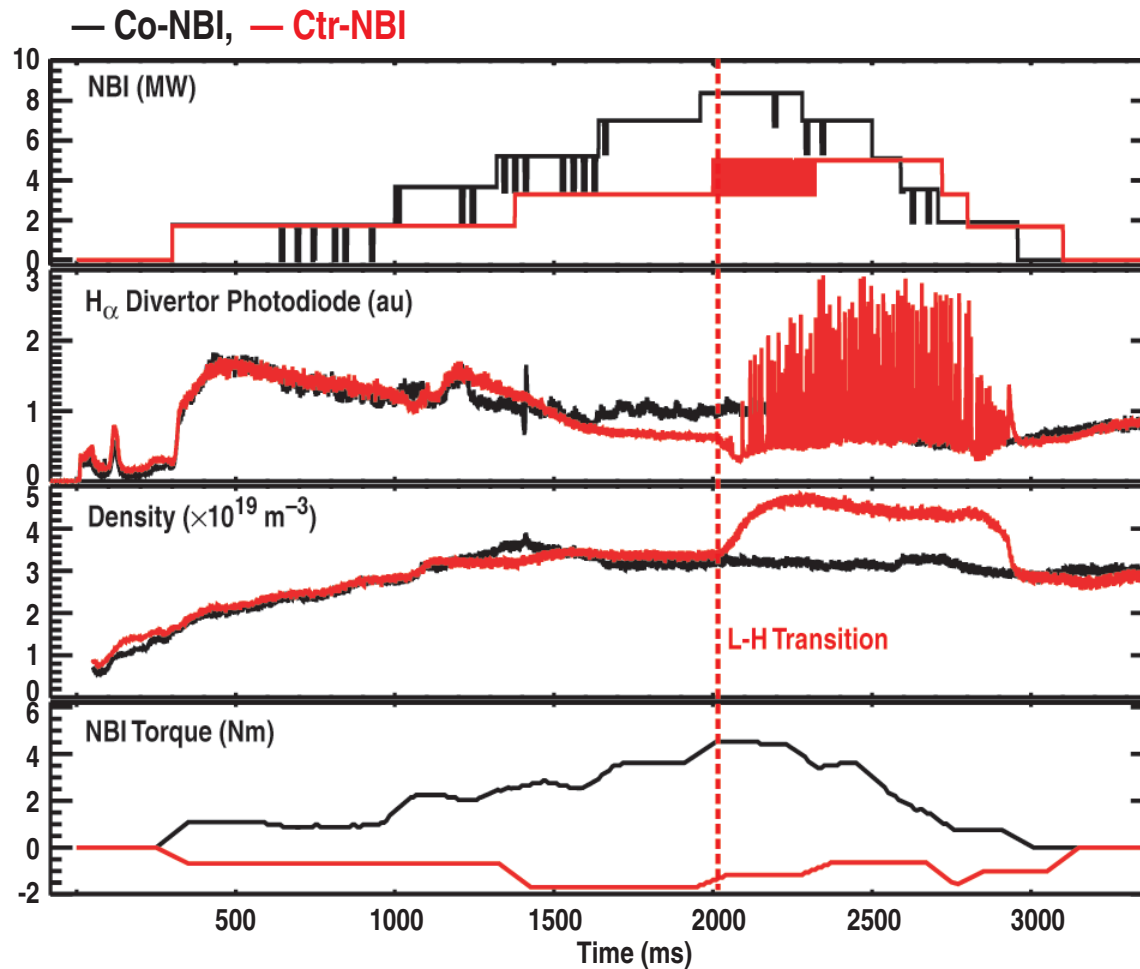 — Co-NBI, — Ctr-NBI
10
NBI (MW)
8
6
4
2
0
3
Hα Divertor Photodiode (au)
2
1
0
5
Density (×10^19 m^−3)
4
3
2
L-H Transition
1
0
6
NBI Torque (Nm)
4
2
0
-2
500 1000 1500 2000 2500 3000
Time (ms)